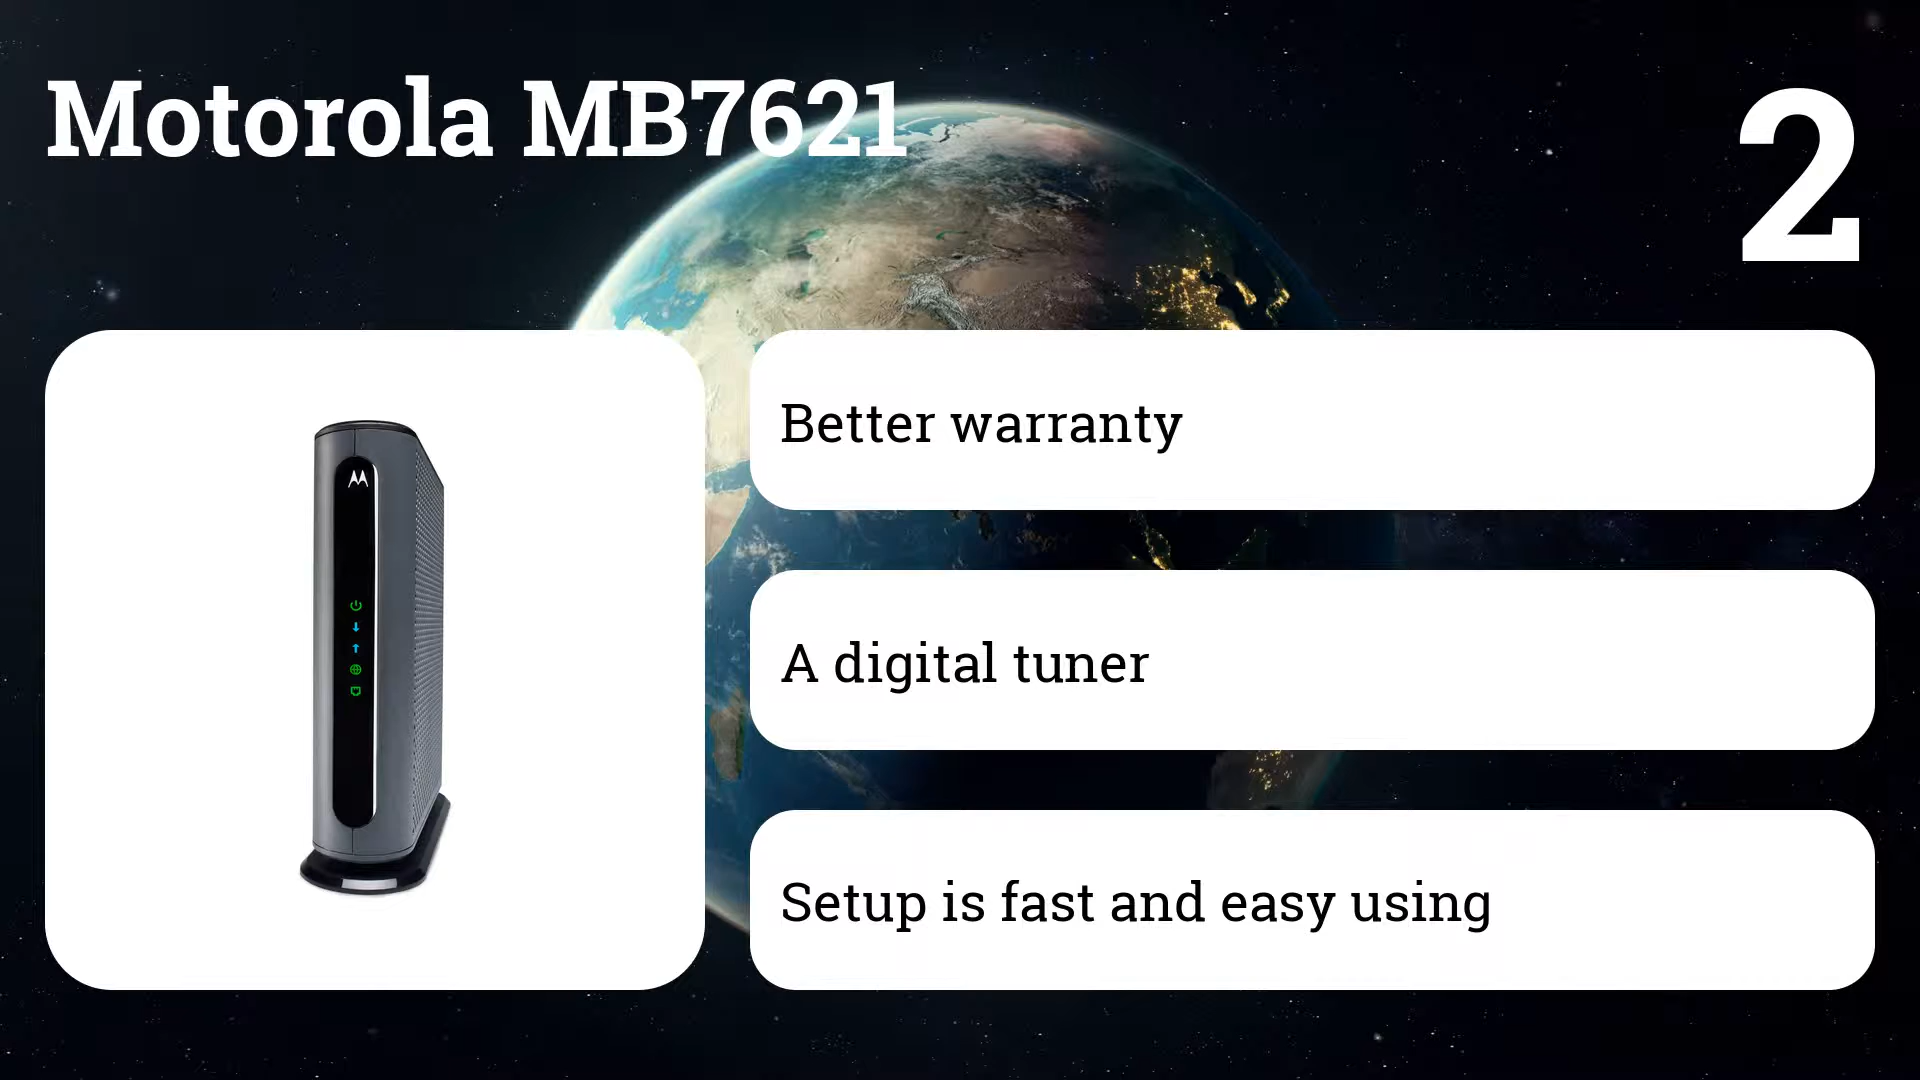 Motorola MB7621
2
Better warranty
A digital tuner
Setup is fast and easy using